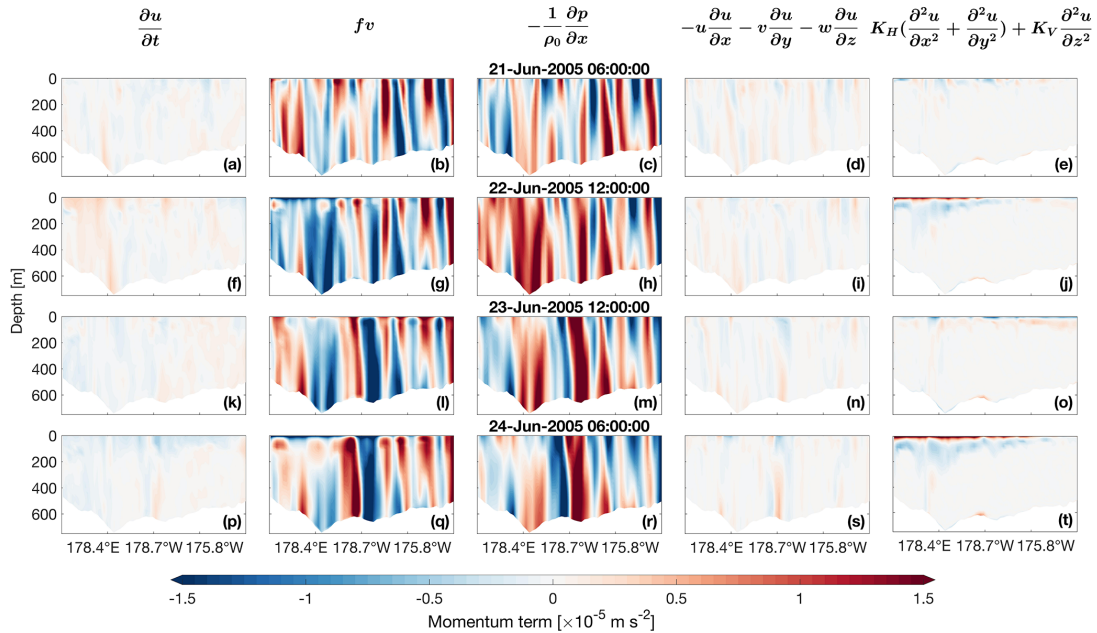 ∂u/∂t fv −1/ρ₀ ∂p/∂x −u ∂u/∂x − v ∂u/∂y − w ∂u/∂z K_H(∂²u/∂x² + ∂²u/∂y²) + K_V ∂²u/∂z²
21-Jun-2005 06:00:00
0
200
400
600
(a) (b) (c) (d) (e)
22-Jun-2005 12:00:00
0
200
400
600
(f) (g) (h) (i) (j)
Depth [m]
23-Jun-2005 12:00:00
0
200
400
600
(k) (l) (m) (n) (o)
24-Jun-2005 06:00:00
0
200
400
600
(p) (q) (r) (s) (t)
178.4°E 178.7°W 175.8°W 178.4°E 178.7°W 175.8°W 178.4°E 178.7°W 175.8°W 178.4°E 178.7°W 175.8°W 178.4°E 178.7°W 175.8°W
-1.5 -1 -0.5 0 0.5 1 1.5
Momentum term [×10⁻⁵ m s⁻²]